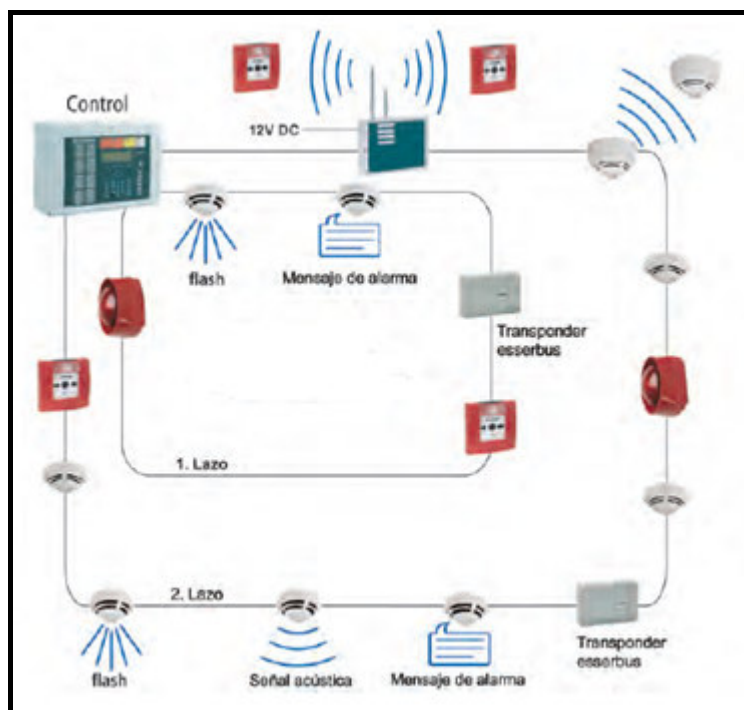 Control
12V DC
flash
Mensaje de alarma
Transponder
esserbus
1. Lazo
2. Lazo
flash
Señal acústica
Mensaje de alarma
Transponder
esserbus